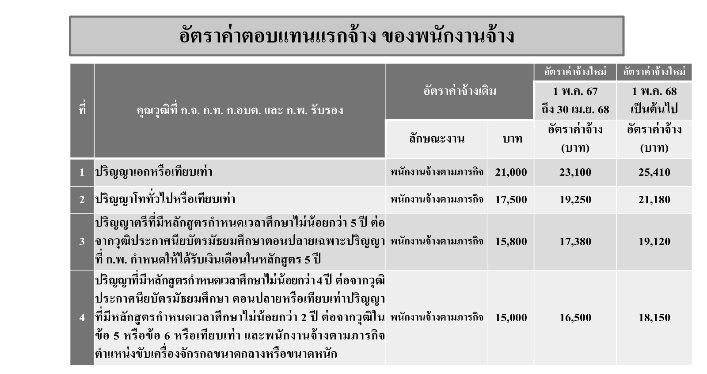 อัตราค่าตอบแทนแรกจ้าง ของพนักงานจ้าง
ที่
คุณวุฒิที่ ก.จ. ก.ท. ก.อบต. และ ก.พ. รับรอง
อัตราค่าจ้างเดิม
อัตราค่าจ้างใหม่
อัตราค่าจ้างใหม่
1 พ.ค. 67
ถึง 30 เม.ย. 68
1 พ.ค. 68
เป็นต้นไป
ลักษณะงาน
บาท
อัตราค่าจ้าง
(บาท)
อัตราค่าจ้าง
(บาท)
1 ปริญญาเอกหรือเทียบเท่า พนักงานจ้างตามภารกิจ 21,000 23,100 25,410
2 ปริญญาโททั่วไปหรือเทียบเท่า พนักงานจ้างตามภารกิจ 17,500 19,250 21,180
ปริญญาตรีที่มีหลักสูตรกำหนดเวลาศึกษาไม่น้อยกว่า 5 ปี ต่อ
3 จากวุฒิประกาศนียบัตรมัธยมศึกษาตอนปลายเฉพาะปริญญา พนักงานจ้างตามภารกิจ 15,800 17,380 19,120
ที่ ก.พ. กำหนดให้ได้รับเงินเดือนในหลักสูตร 5 ปี
ปริญญาที่มีหลักสูตรกำหนดเวลาศึกษาไม่น้อยกว่า 4 ปี ต่อจากวุฒิ
ประกาศนียบัตรมัธยมศึกษา ตอนปลายหรือเทียบเท่าปริญญา
4 ที่มีหลักสูตรกำหนดเวลาศึกษาไม่น้อยกว่า 2 ปี ต่อจากวุฒิใน พนักงานจ้างตามภารกิจ 15,000 16,500 18,150
ข้อ 5 หรือข้อ 6 หรือเทียบเท่า และพนักงานจ้างตามภารกิจ
ตำแหน่งขับเครื่องจักรกลขนาดกลางหรือขนาดหนัก